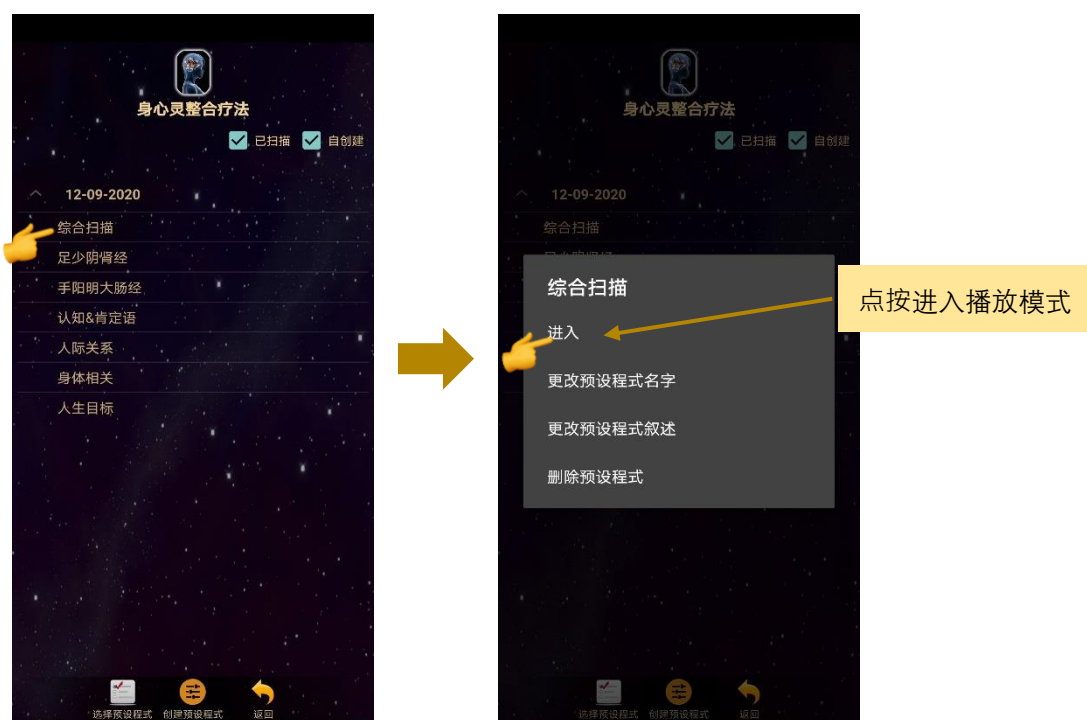 身心灵整合疗法
已扫描 自创建
12-09-2020
综合扫描
足少阴肾经
手阳明大肠经
认知&肯定语
人际关系
身体相关
人生目标
选择预设程式 创建预设程式 返回
身心灵整合疗法
已扫描 自创建
12-09-2020
综合扫描
足少阴肾经
综合扫描
进入
更改预设程式名字
更改预设程式叙述
删除预设程式
点按进入播放模式
选择预设程式 创建预设程式 返回